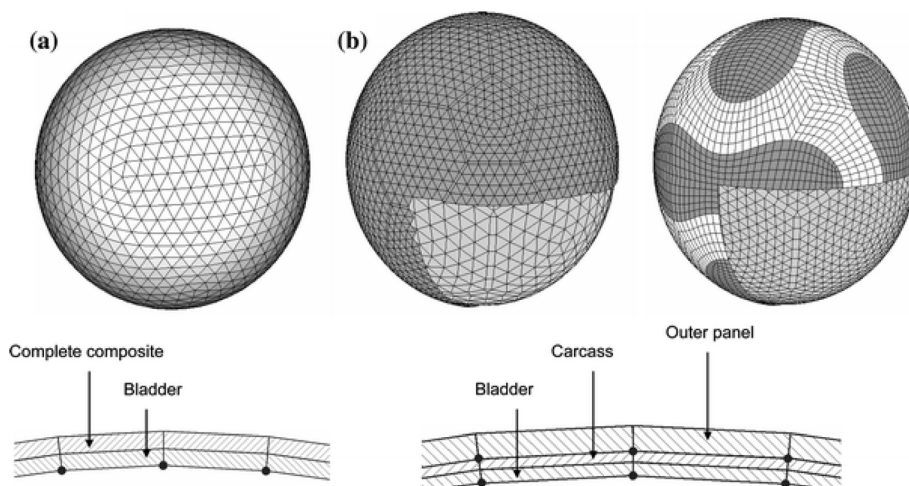 (a)
(b)
Complete composite
Bladder
Outer panel
Carcass
Bladder